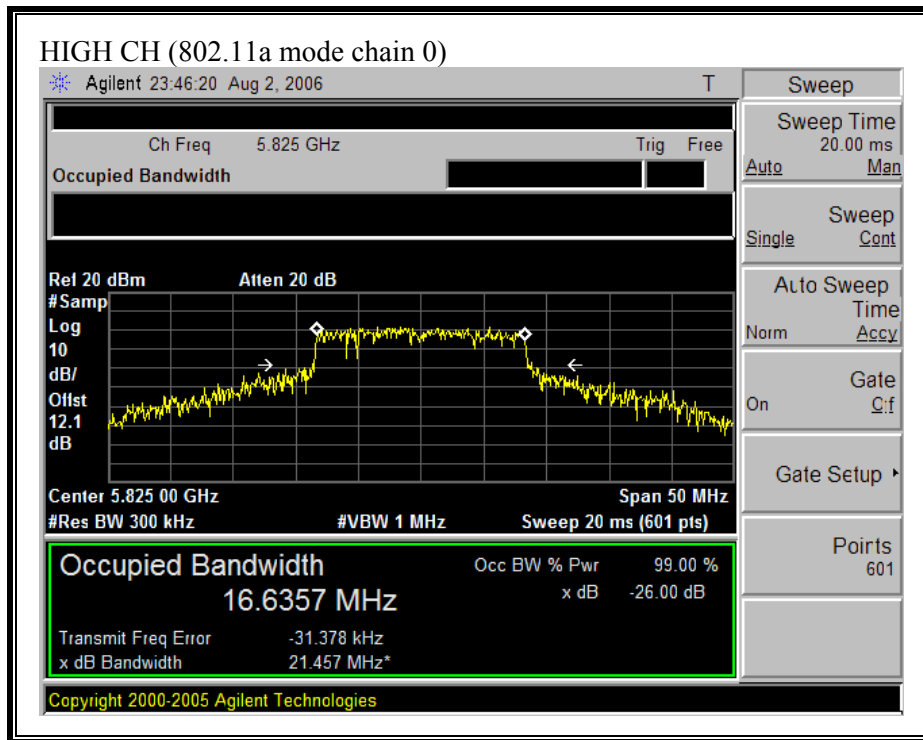 HIGH CH (802.11a mode chain 0)
Agilent 23:46:20 Aug 2, 2006 T
Sweep
Ch Freq 5.825 GHz Trig Free
Occupied Bandwidth
Sweep Time
20.00 ms
Auto Man
Sweep
Single Cont
Auto Sweep
Time
Norm Accy
Gate
On Off
Gate Setup
Points
601
Ref 20 dBm Atten 20 dB
#Samp
Log
10
dB/
Offst
12.1
dB
Center 5.825 00 GHz Span 50 MHz
#Res BW 300 kHz #VBW 1 MHz Sweep 20 ms (601 pts)
Occupied Bandwidth
16.6357 MHz
Occ BW % Pwr 99.00 %
x dB -26.00 dB
Transmit Freq Error -31.378 kHz
x dB Bandwidth 21.457 MHz*
Copyright 2000-2005 Agilent Technologies